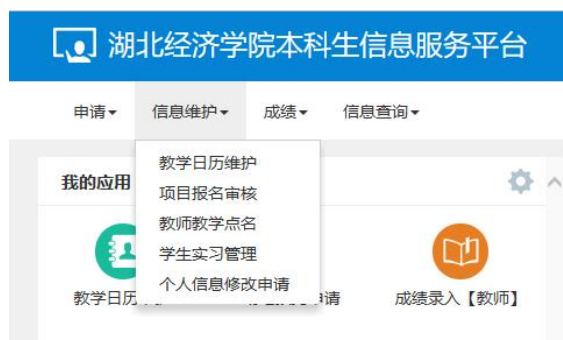 湖北经济学院本科生信息服务平台
申请 信息维护 成绩 信息查询
教学日历维护
我的应用
项目报名审核
教师教学点名
学生实习管理
个人信息修改申请
教学日历 申请 成绩录入【教师】